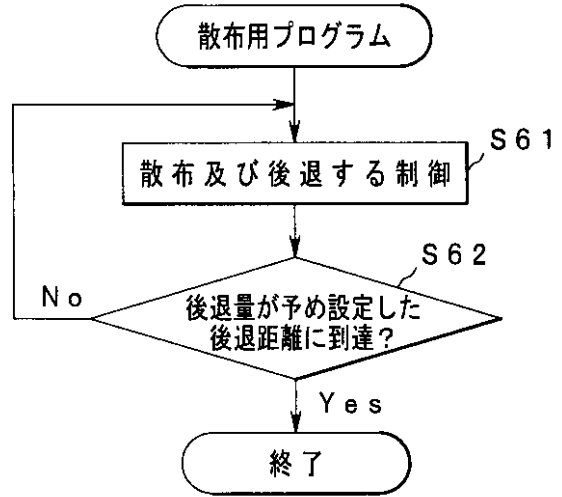 散布用プログラム
S61
散布及び後退する制御
S62
後退量が予め設定した
後退距離に到達？
No
Yes
終了